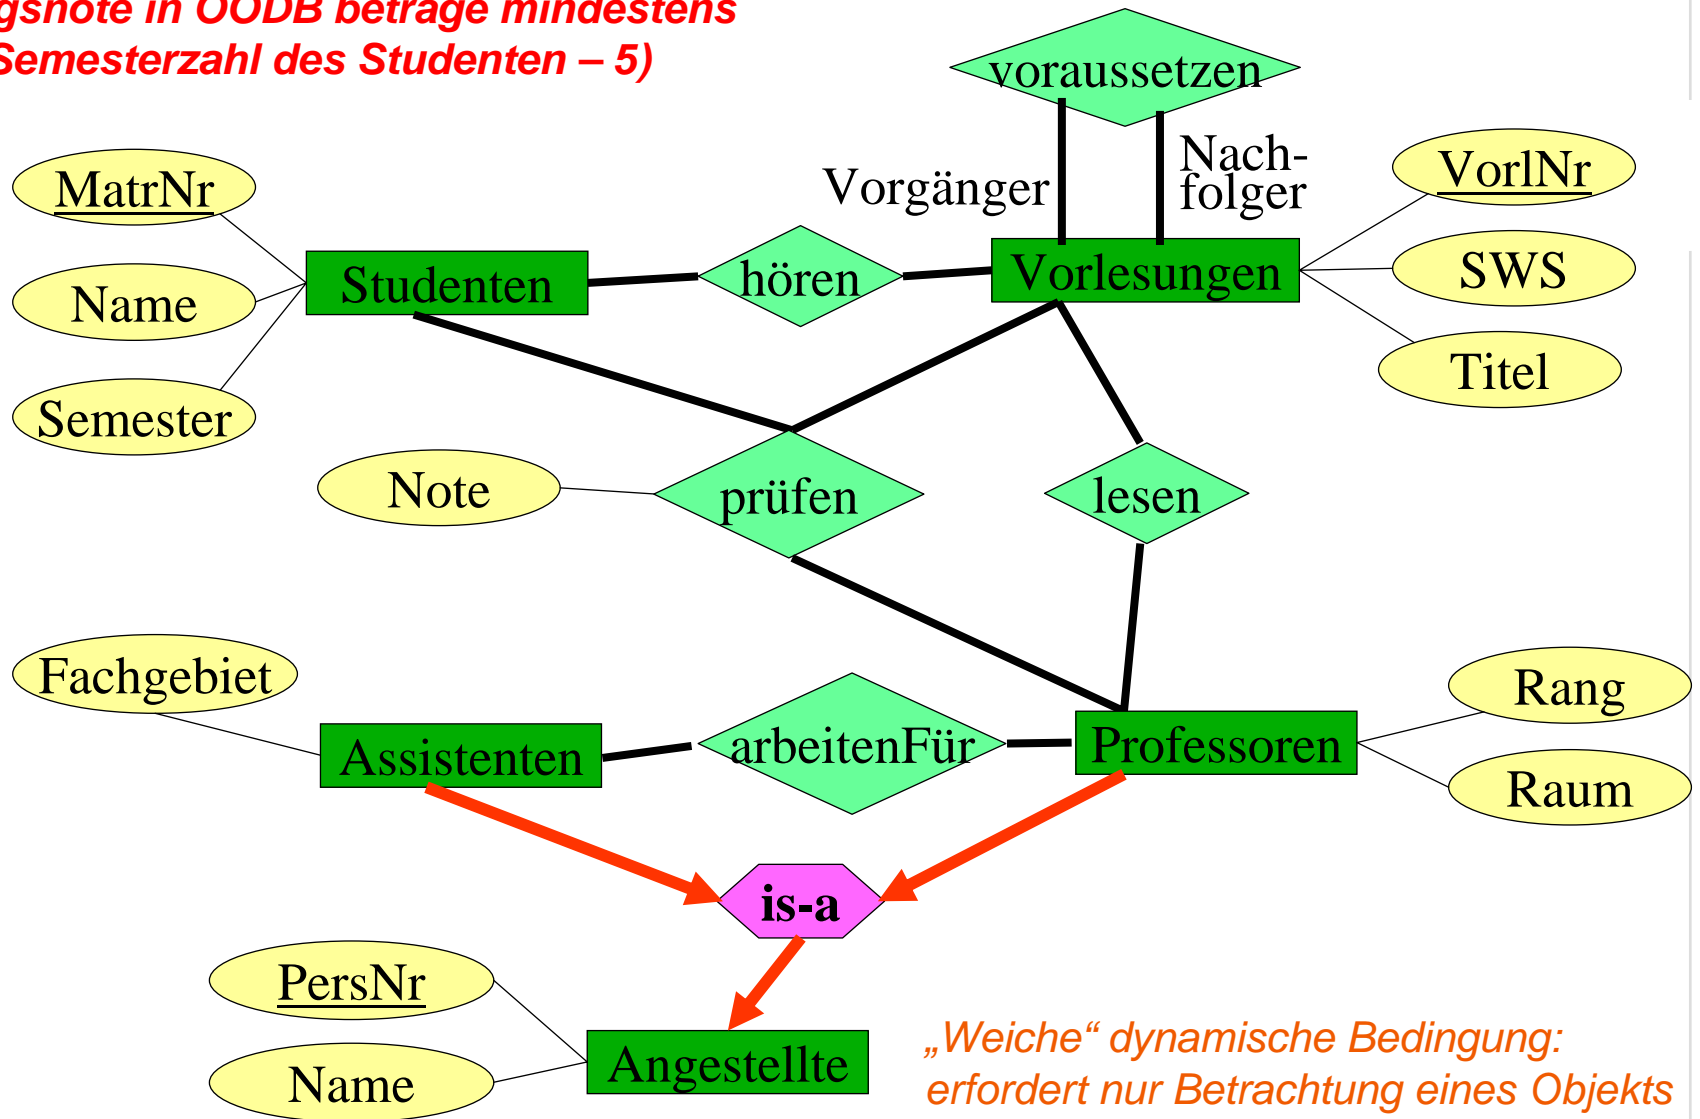 gsnote in OODB betrage mindestens
Semesterzahl des Studenten – 5)
voraussetzen
Vorgänger
Nach-
folger
MatrNr
Name
Semester
Studenten
hören
Vorlesungen
VorlNr
SWS
Titel
Note
prüfen
lesen
Fachgebiet
Assistenten
arbeitenFür
Professoren
Rang
Raum
is-a
PersNr
Name
Angestellte
„Weiche“ dynamische Bedingung:
erfordert nur Betrachtung eines Objekts